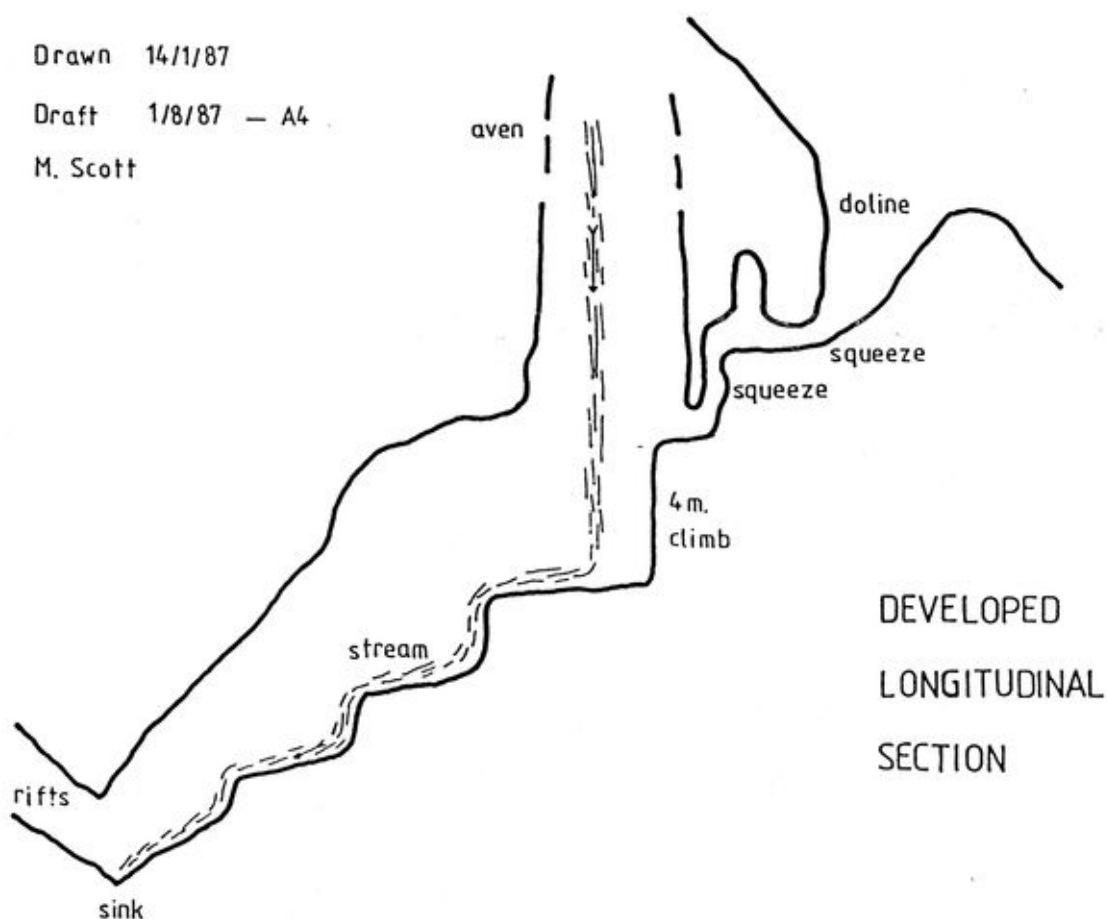 Drawn 14/1/87
Draft 1/8/87 — A4
M. Scott
aven
doline
squeeze
squeeze
4 m.
climb
stream
DEVELOPED
LONGITUDINAL
SECTION
rifts
sink